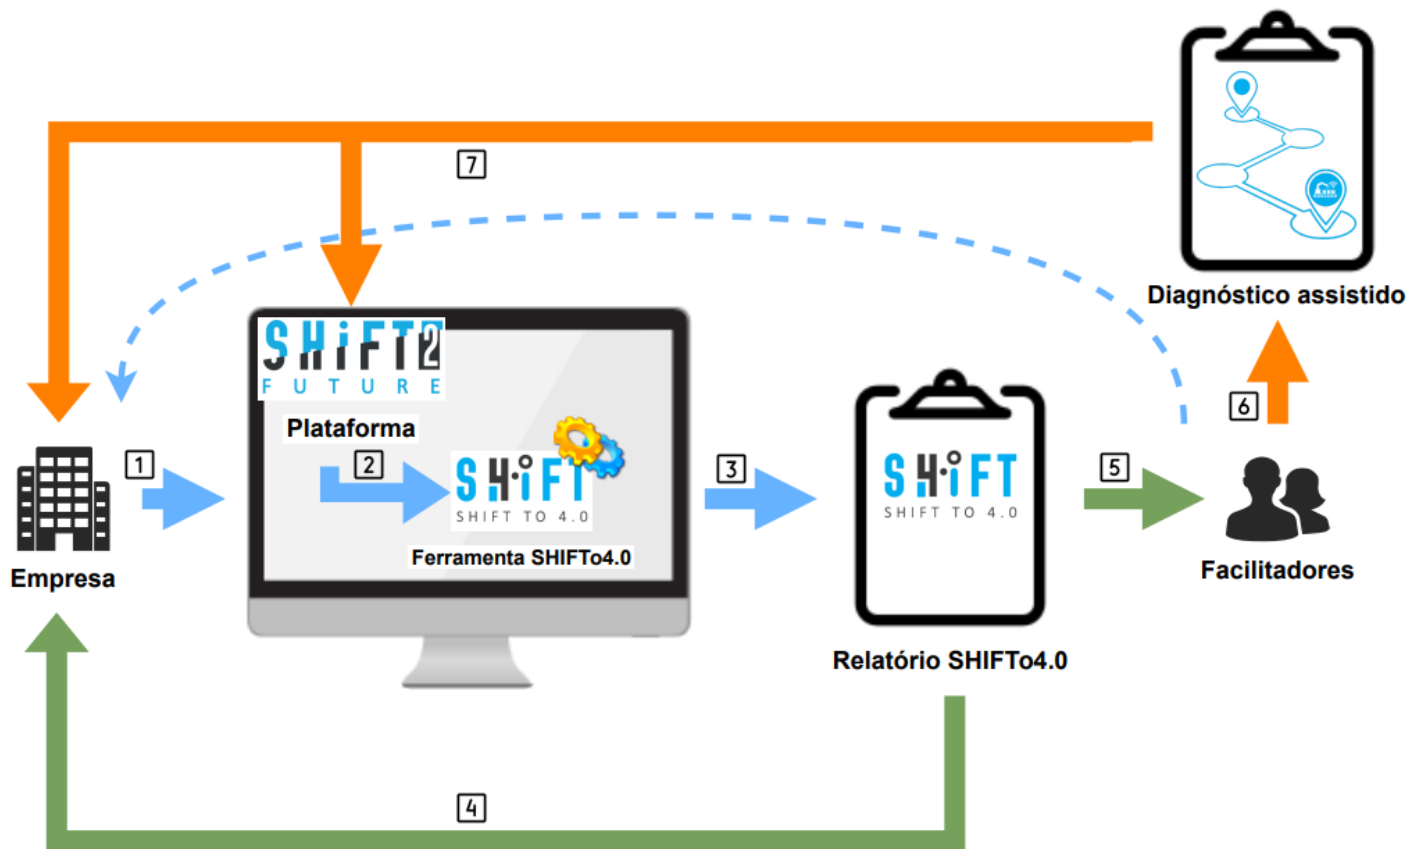 7
Diagnóstico assistido
SHiFT2
FUTURE
Plataforma
6
1
2
SHiFT
SHIFT TO 4.0
3
SHiFT
SHIFT TO 4.0
5
Ferramenta SHIFTo4.0
Empresa
Facilitadores
Relatório SHIFTo4.0
4